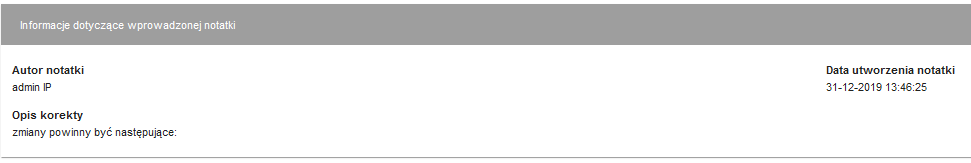 Informacje dotyczące wprowadzonej notatki
Autor notatki
Data utworzenia notatki
admin IP
31-12-2019 13:46:25
Opis korekty
zmiany powinny być następujące: